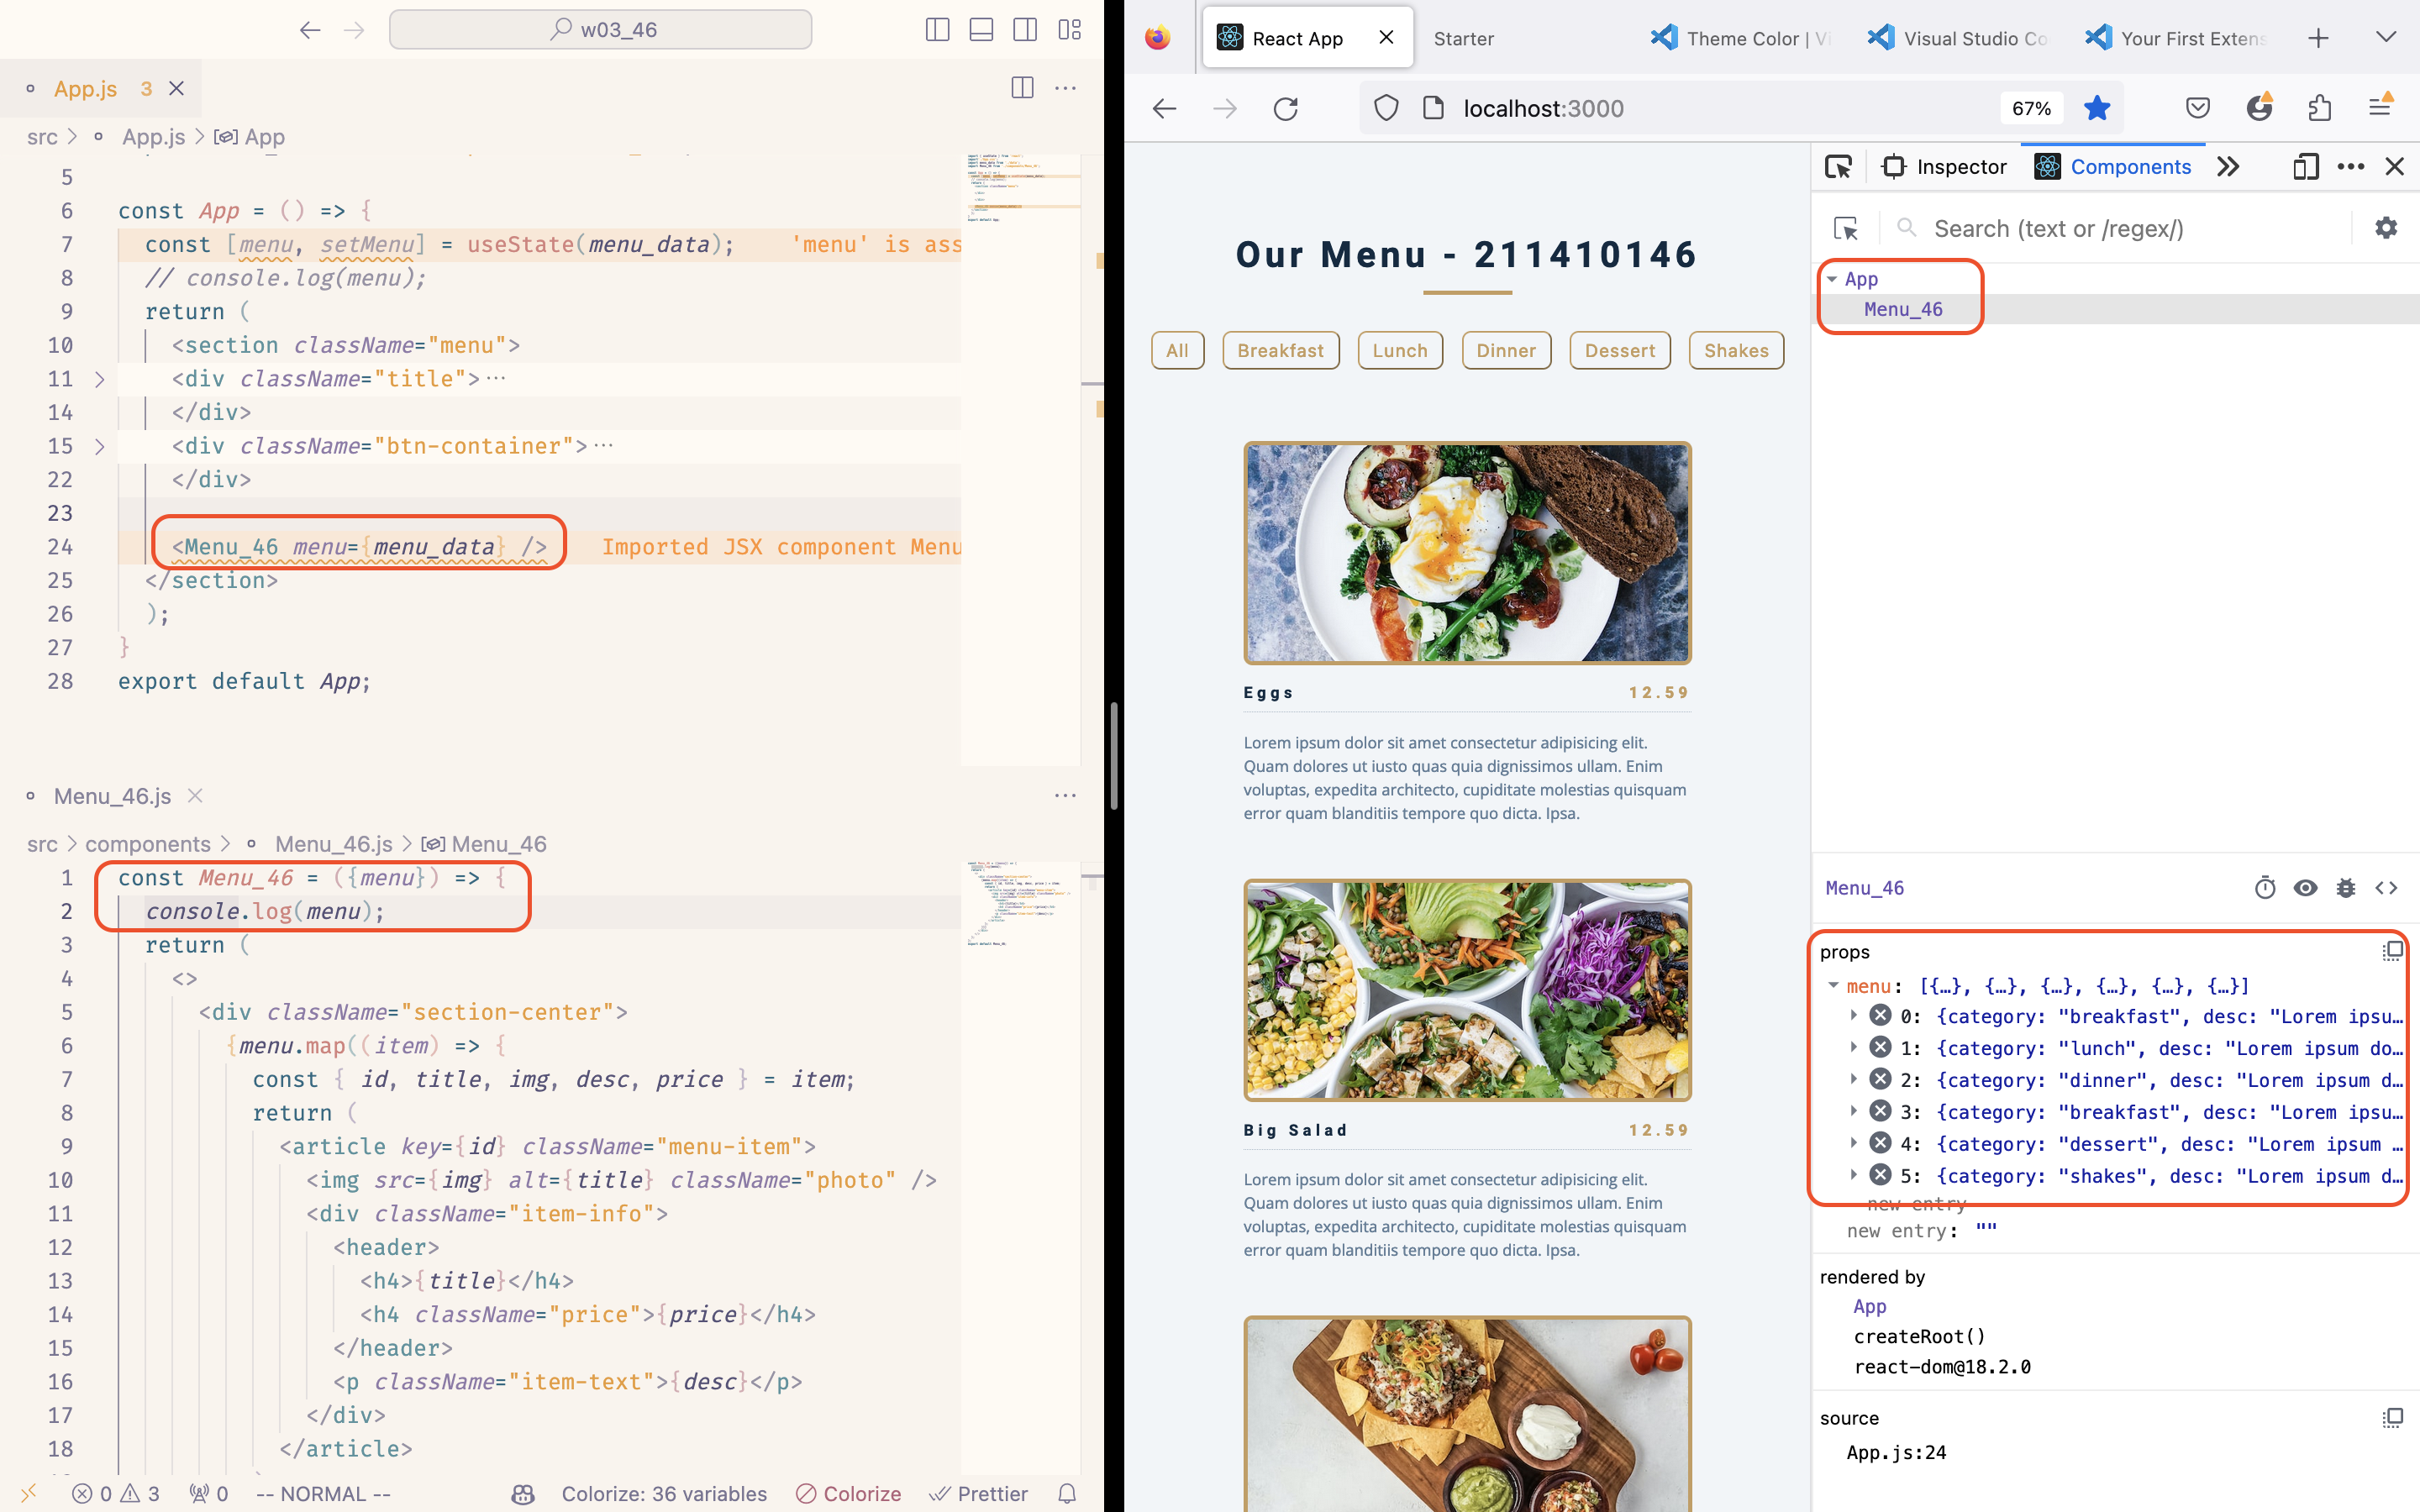 w03_46
App.js 3
src > App.js > App
5
6 const App = () => {
7 const [menu, setMenu] = useState(menu_data); 'menu' is ass
8 // console.log(menu);
9 return (
10 <section className="menu">
11 <div className="title">···
14 </div>
15 <div className="btn-container">···
22 </div>
23
24 <Menu_46 menu={menu_data} /> Imported JSX component Menu
25 </section>
26 );
27 }
28 export default App;
Menu_46.js
src > components > Menu_46.js > Menu_46
1 const Menu_46 = ({menu}) => {
2 console.log(menu);
3 return (
4 <>
5 <div className="section-center">
6 {menu.map((item) => {
7 const { id, title, img, desc, price } = item;
8 return (
9 <article key={id} className="menu-item">
10 <img src={img} alt={title} className="photo" />
11 <div className="item-info">
12 <header>
13 <h4>{title}</h4>
14 <h4 className="price">{price}</h4>
15 </header>
16 <p className="item-text">{desc}</p>
17 </div>
18 </article>
0 3 0 -- NORMAL -- Colorize: 36 variables Colorize Prettier
React App Starter Theme Color | Vi Visual Studio Co Your First Extens
localhost:3000 67%
Our Menu - 211410146
All Breakfast Lunch Dinner Dessert Shakes
Eggs 12.59
Lorem ipsum dolor sit amet consectetur adipisicing elit.
Quam dolores ut iusto quas quia dignissimos ullam. Enim
voluptas, expedita architecto, cupiditate molestias quisquam
error quam blanditiis tempore quo dicta. Ipsa.
Big Salad 12.59
Lorem ipsum dolor sit amet consectetur adipisicing elit.
Quam dolores ut iusto quas quia dignissimos ullam. Enim
voluptas, expedita architecto, cupiditate molestias quisquam
error quam blanditiis tempore quo dicta. Ipsa.
Inspector Components
Search (text or /regex/)
App
Menu_46
Menu_46
props
menu: [{…}, {…}, {…}, {…}, {…}, {…}]
0: {category: "breakfast", desc: "Lorem ipsu…
1: {category: "lunch", desc: "Lorem ipsum do…
2: {category: "dinner", desc: "Lorem ipsum d…
3: {category: "breakfast", desc: "Lorem ipsu…
4: {category: "dessert", desc: "Lorem ipsum …
5: {category: "shakes", desc: "Lorem ipsum d…
new entry
new entry: ""
rendered by
App
createRoot()
react-dom@18.2.0
source
App.js:24